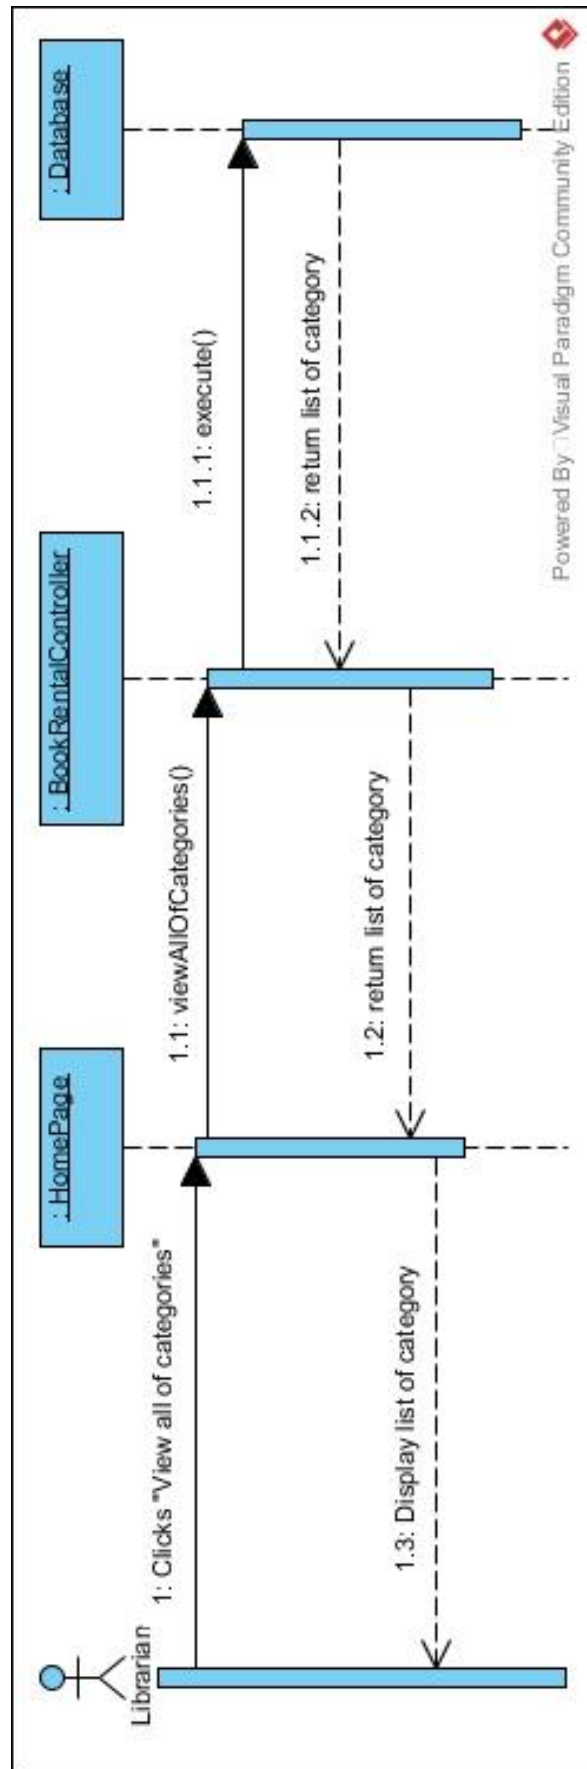 Librarian
: HomePage
: BookRentalController
: Database
1: Clicks "View all of categories"
1.1: viewAllOfCategories()
1.1.1: execute()
1.1.2: return list of category
1.2: return list of category
1.3: Display list of category
Powered By Visual Paradigm Community Edition